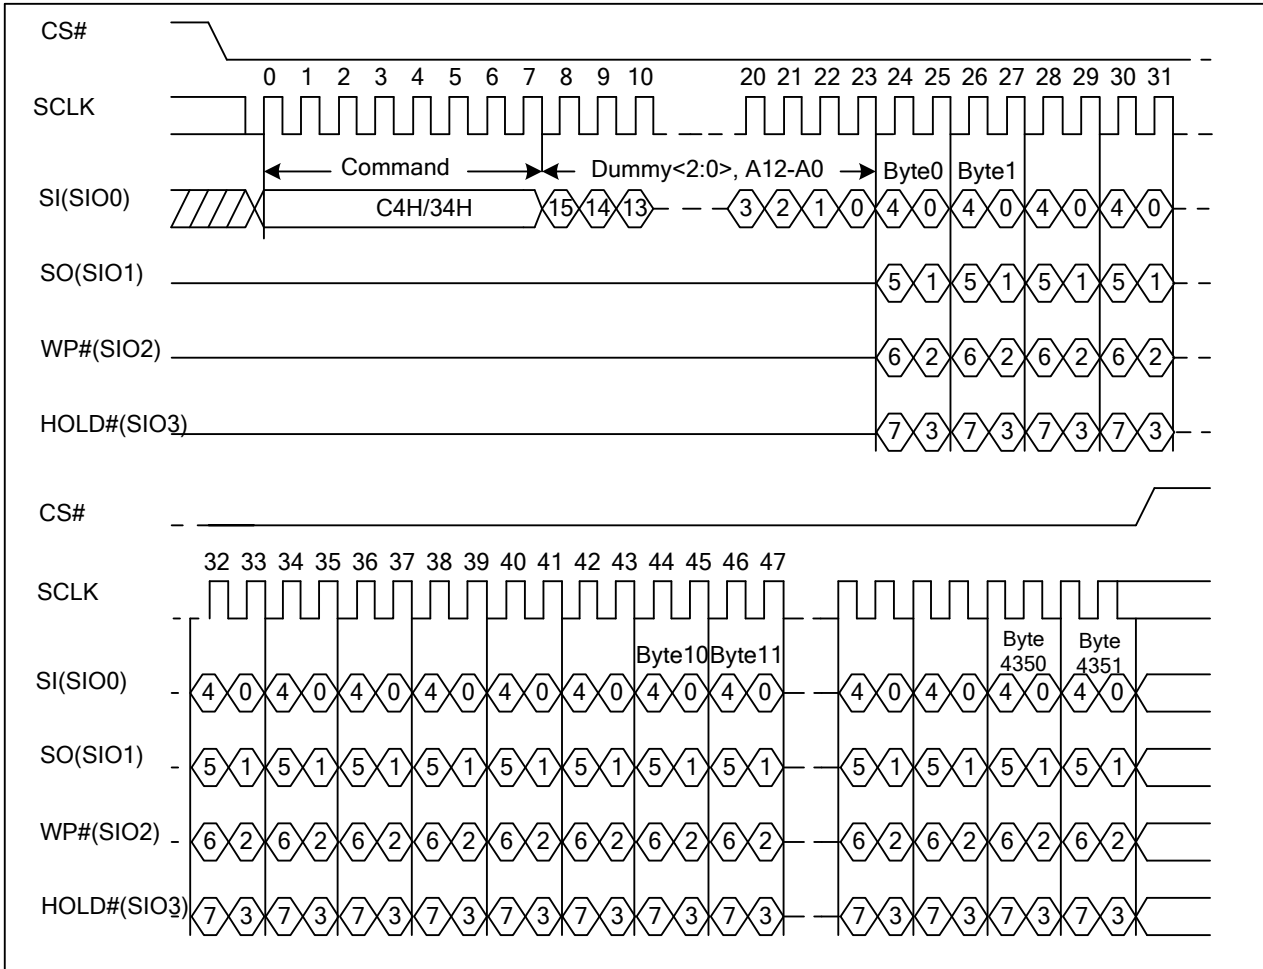 CS#
0 1 2 3 4 5 6 7 8 9 10 20 21 22 23 24 25 26 27 28 29 30 31
SCLK
Command Dummy<2:0>, A12-A0 Byte0 Byte1
SI(SIO0) C4H/34H 15 14 13 3 2 1 0 4 0 4 0 4 0 4 0
SO(SIO1) 5 1 5 1 5 1 5 1
WP#(SIO2) 6 2 6 2 6 2 6 2
HOLD#(SIO3) 7 3 7 3 7 3 7 3
CS#
32 33 34 35 36 37 38 39 40 41 42 43 44 45 46 47
SCLK
Byte10 Byte11 Byte 4350 Byte 4351
SI(SIO0) 4 0 4 0 4 0 4 0 4 0 4 0 4 0 4 0 4 0 4 0 4 0 4 0
SO(SIO1) 5 1 5 1 5 1 5 1 5 1 5 1 5 1 5 1 5 1 5 1 5 1 5 1
WP#(SIO2) 6 2 6 2 6 2 6 2 6 2 6 2 6 2 6 2 6 2 6 2 6 2 6 2
HOLD#(SIO3) 7 3 7 3 7 3 7 3 7 3 7 3 7 3 7 3 7 3 7 3 7 3 7 3